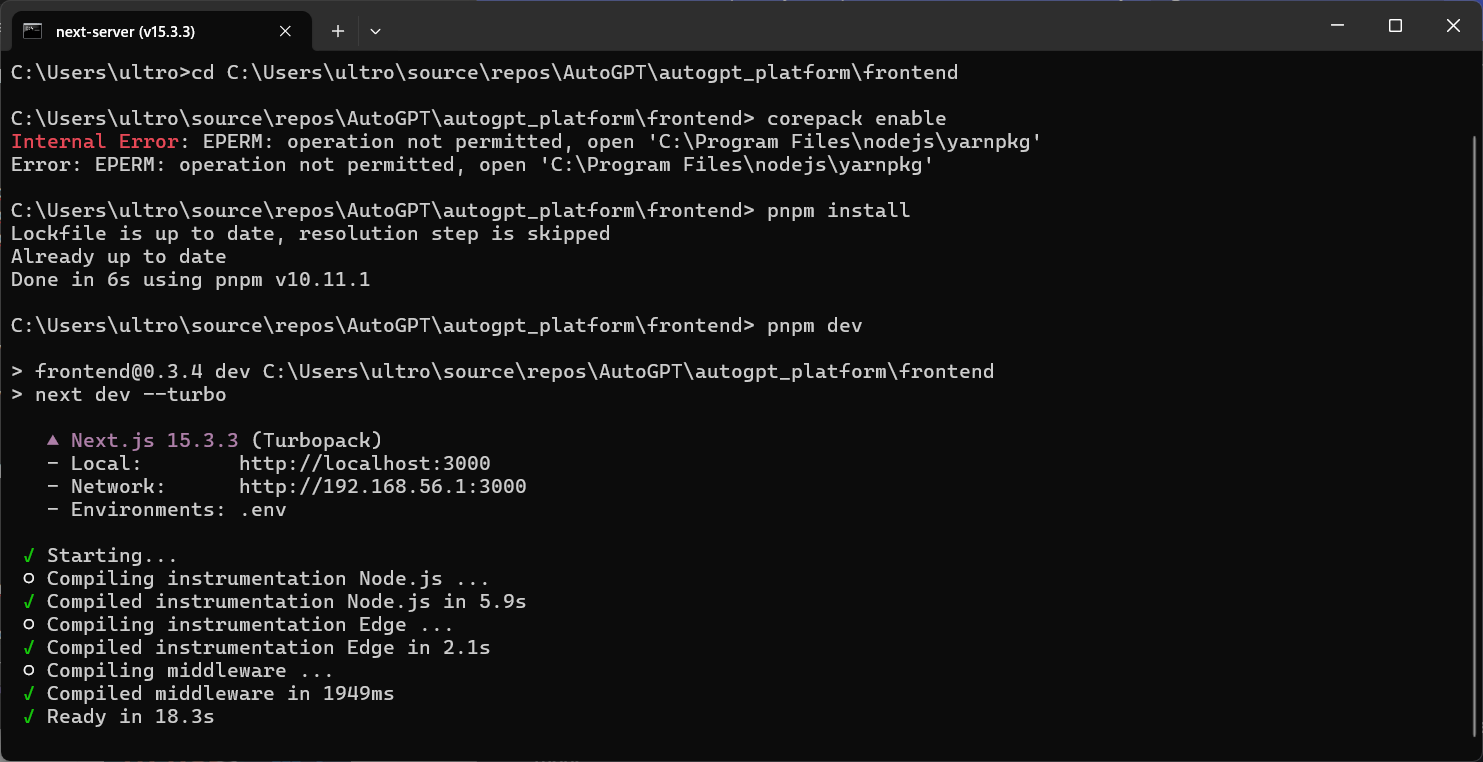 next-server (v15.3.3)
C:\Users\ultro>cd C:\Users\ultro\source\repos\AutoGPT\autogpt_platform\frontend
C:\Users\ultro\source\repos\AutoGPT\autogpt_platform\frontend> corepack enable
Internal Error: EPERM: operation not permitted, open 'C:\Program Files\nodejs\yarnpkg'
Error: EPERM: operation not permitted, open 'C:\Program Files\nodejs\yarnpkg'
C:\Users\ultro\source\repos\AutoGPT\autogpt_platform\frontend> pnpm install
Lockfile is up to date, resolution step is skipped
Already up to date
Done in 6s using pnpm v10.11.1
C:\Users\ultro\source\repos\AutoGPT\autogpt_platform\frontend> pnpm dev
> frontend@0.3.4 dev C:\Users\ultro\source\repos\AutoGPT\autogpt_platform\frontend
> next dev --turbo
▲ Next.js 15.3.3 (Turbopack)
- Local: http://localhost:3000
- Network: http://192.168.56.1:3000
- Environments: .env
✓ Starting...
○ Compiling instrumentation Node.js ...
✓ Compiled instrumentation Node.js in 5.9s
○ Compiling instrumentation Edge ...
✓ Compiled instrumentation Edge in 2.1s
○ Compiling middleware ...
✓ Compiled middleware in 1949ms
✓ Ready in 18.3s